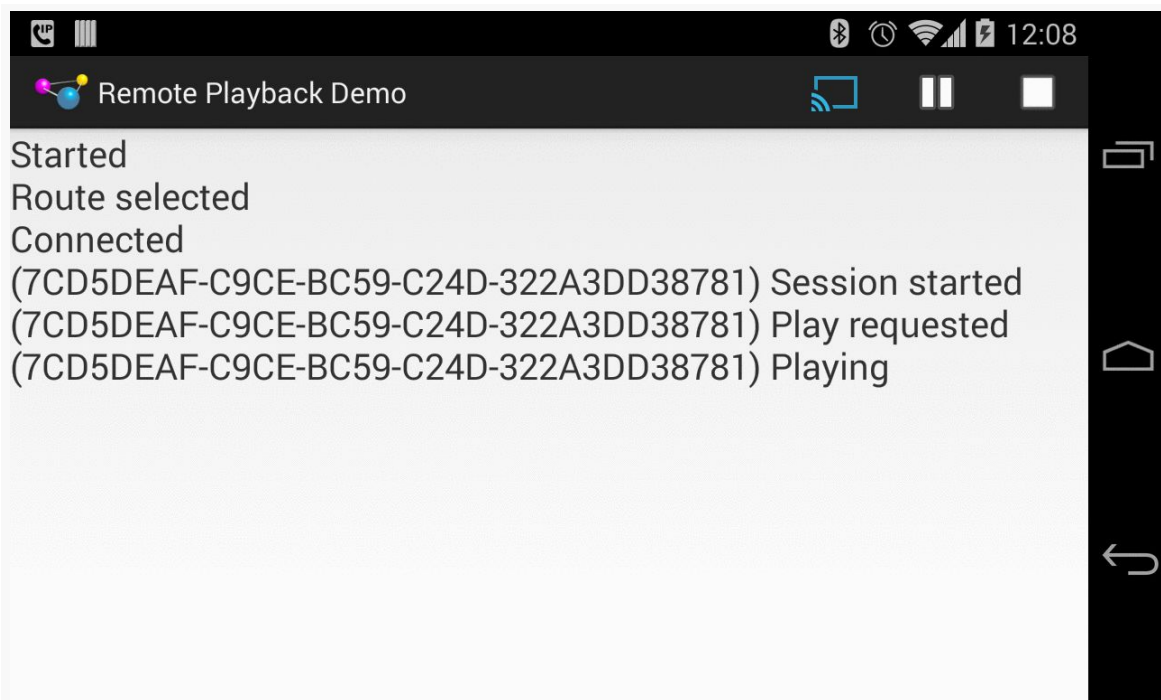 IP
12:08
Remote Playback Demo
Started
Route selected
Connected
(7CD5DEAF-C9CE-BC59-C24D-322A3DD38781) Session started
(7CD5DEAF-C9CE-BC59-C24D-322A3DD38781) Play requested
(7CD5DEAF-C9CE-BC59-C24D-322A3DD38781) Playing